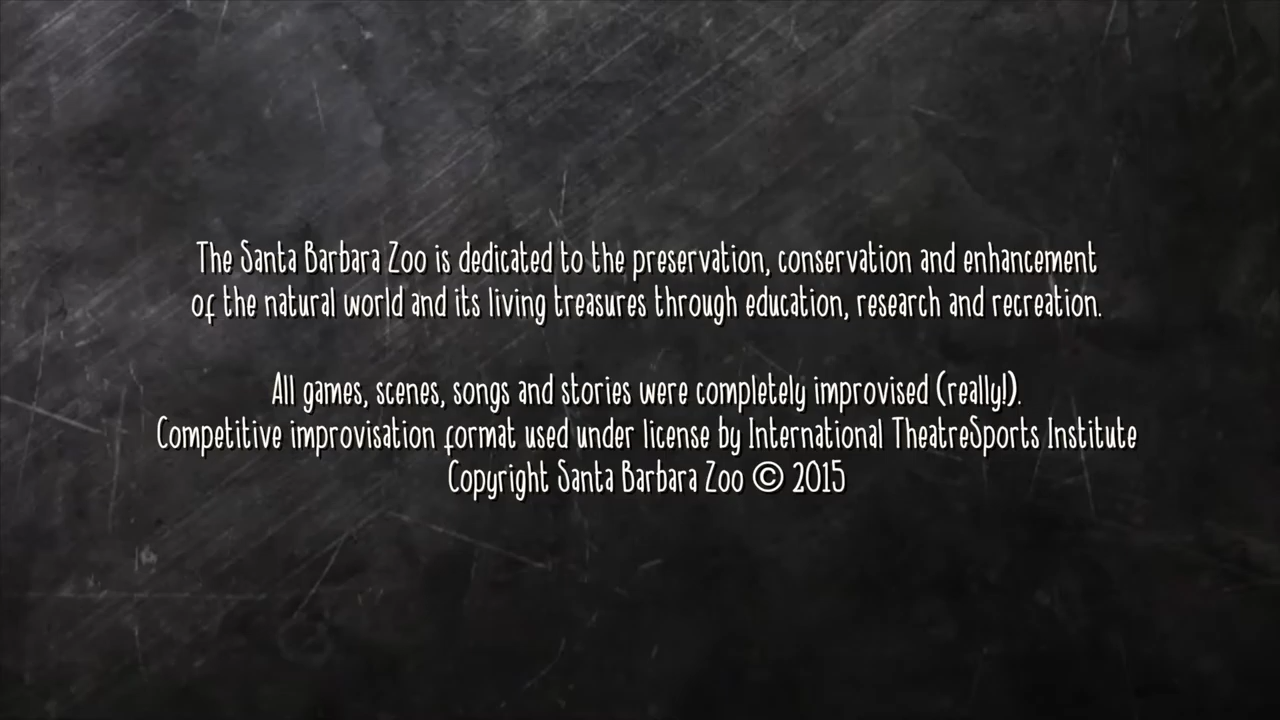 The Santa Barbara Zoo is dedicated to the preservation, conservation and enhancement
of the natural world and its living treasures through education, research and recreation.
All games, scenes, songs and stories were completely improvised (really!).
Competitive improvisation format used under license by International TheatreSports Institute
Copyright Santa Barbara Zoo © 2015